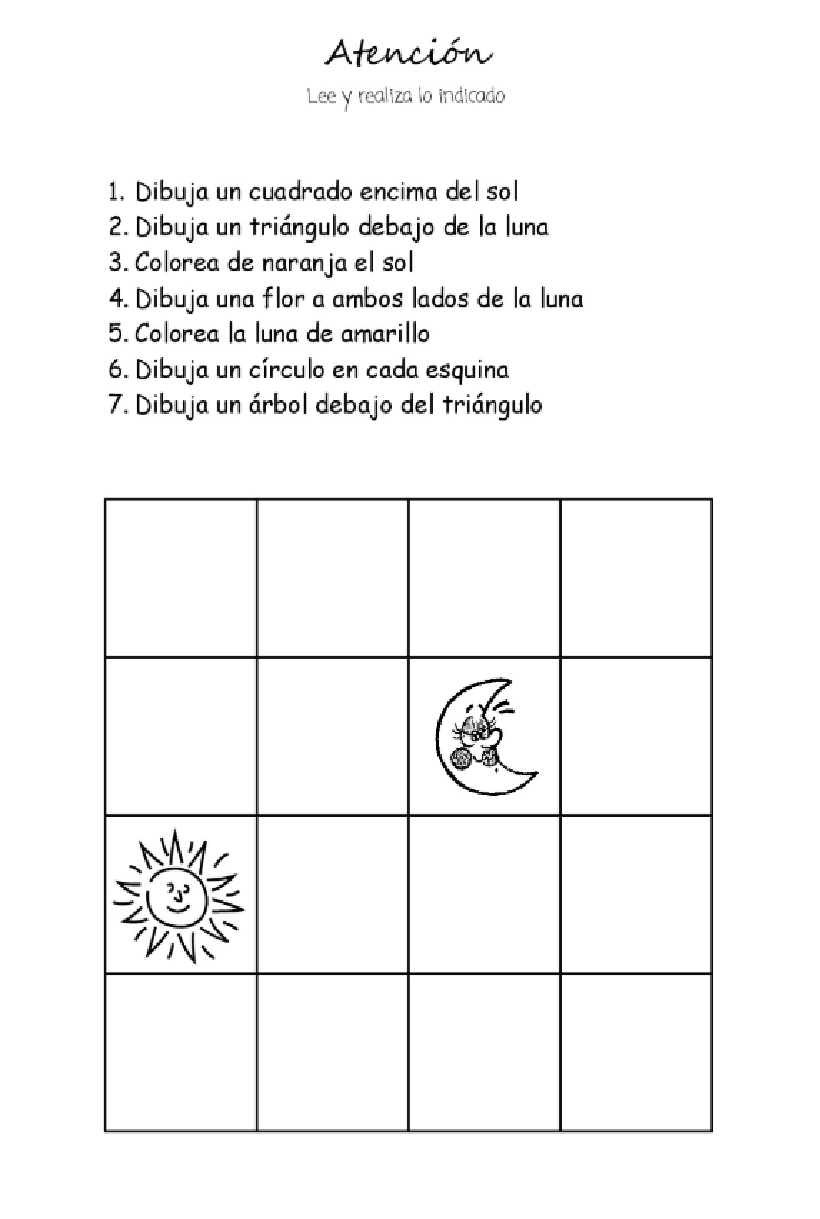 Atención
Lee y realiza lo indicado
1. Dibuja un cuadrado encima del sol
2. Dibuja un triángulo debajo de la luna
3. Colorea de naranja el sol
4. Dibuja una flor a ambos lados de la luna
5. Colorea la luna de amarillo
6. Dibuja un círculo en cada esquina
7. Dibuja un árbol debajo del triángulo